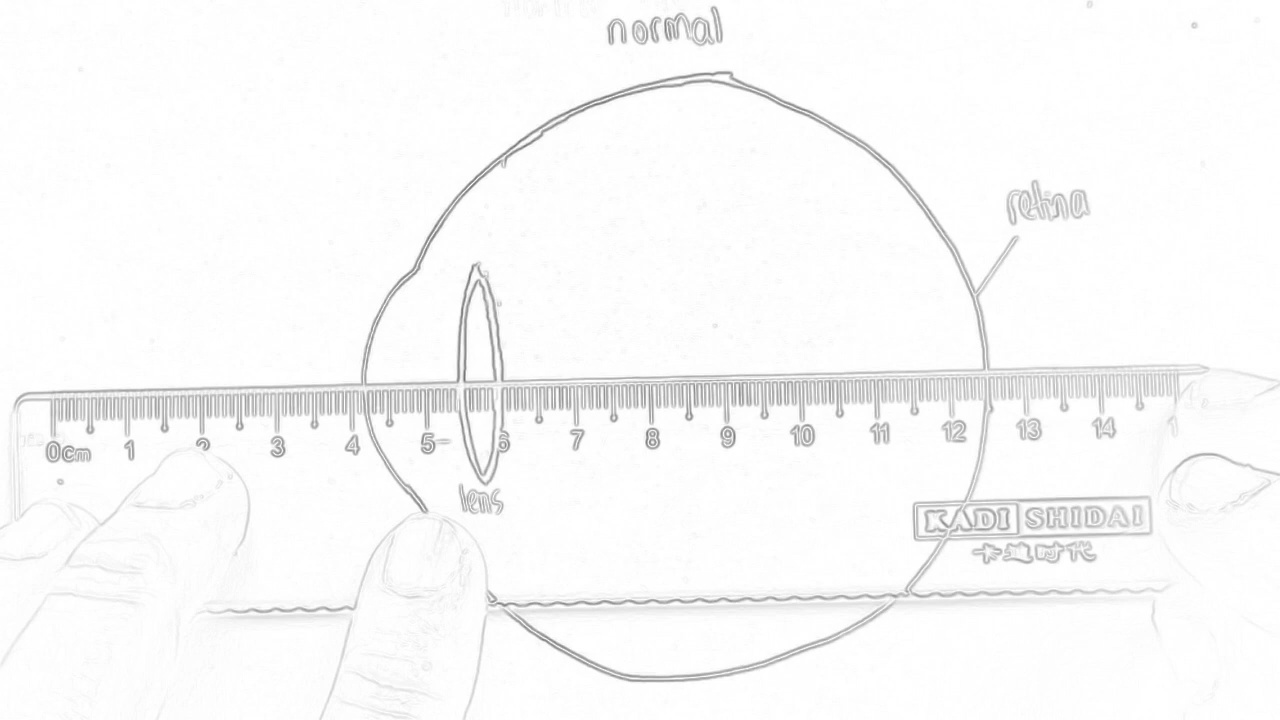 normal
retina
0cm 1 2 3 4 5 6 7 8 9 10 11 12 13 14
lens
KADI SHIDAI
卡迪时代